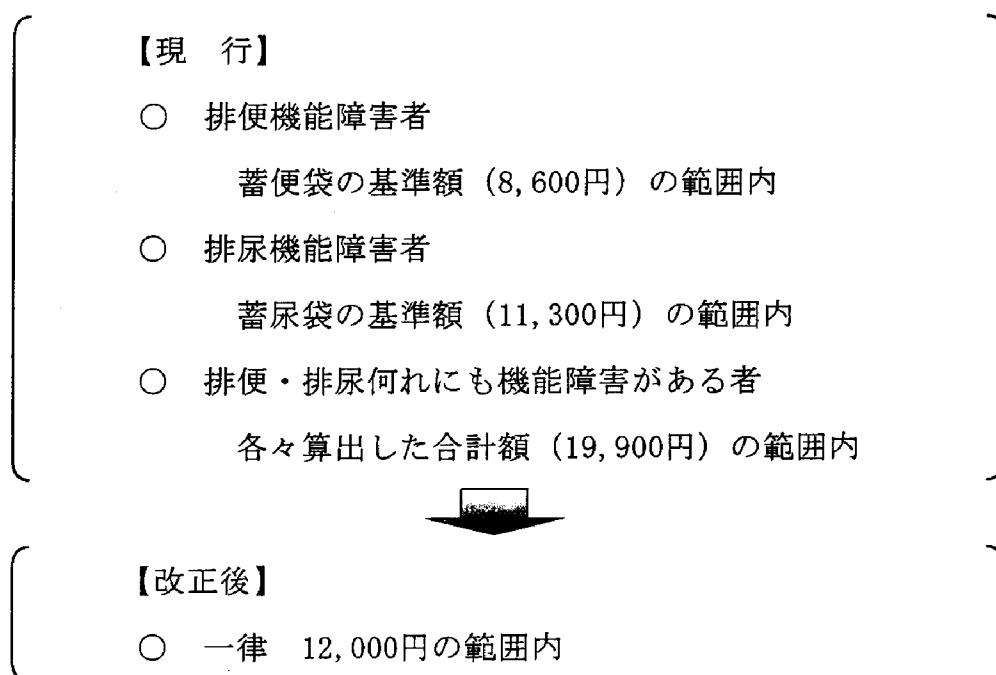 【現　行】
○　排便機能障害者
蓄便袋の基準額（8,600円）の範囲内
○　排尿機能障害者
蓄尿袋の基準額（11,300円）の範囲内
○　排便・排尿何れにも機能障害がある者
各々算出した合計額（19,900円）の範囲内
【改正後】
○　一律　12,000円の範囲内